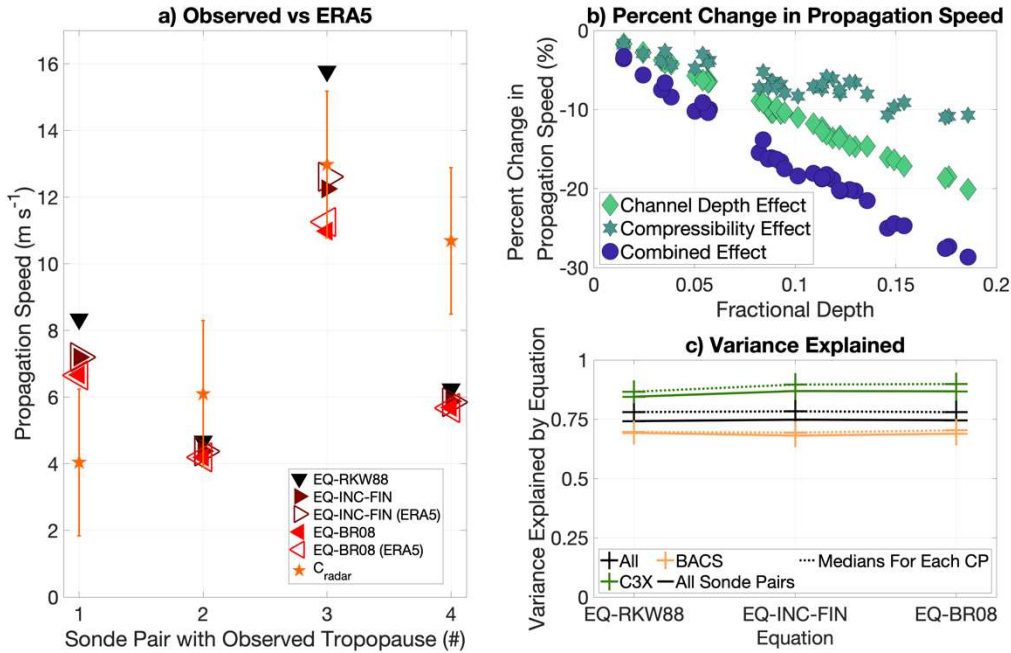 a) Observed vs ERA5
Propagation Speed (m s⁻¹)
16
14
12
10
8
6
4
2
0
1
2
3
4
Sonde Pair with Observed Tropopause (#)
EQ-RKW88
EQ-INC-FIN
EQ-INC-FIN (ERA5)
EQ-BR08
EQ-BR08 (ERA5)
C_radar
b) Percent Change in Propagation Speed
Percent Change in
Propagation Speed (%)
0
-10
-20
-30
0
0.05
0.1
0.15
0.2
Fractional Depth
Channel Depth Effect
Compressibility Effect
Combined Effect
c) Variance Explained
Variance Explained by Equation
1
0.75
0.5
0.25
0
All
BACS
Medians For Each CP
C3X
All Sonde Pairs
EQ-RKW88
EQ-INC-FIN
EQ-BR08
Equation